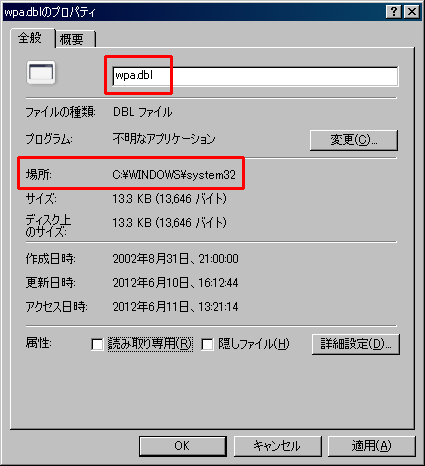 wpa.dblのプロパティ
全般 概要
wpa.dbl
ファイルの種類: DBL ファイル
プログラム: 不明なアプリケーション 変更(C)...
場所: C:¥WINDOWS¥system32
サイズ: 13.3 KB (13,646 バイト)
ディスク上
のサイズ: 13.3 KB (13,646 バイト)
作成日時: 2002年8月31日、21:00:00
更新日時: 2012年6月10日、16:12:44
アクセス日時: 2012年6月11日、13:21:14
属性: 読み取り専用(R) 隠しファイル(H) 詳細設定(D)...
OK キャンセル 適用(A)